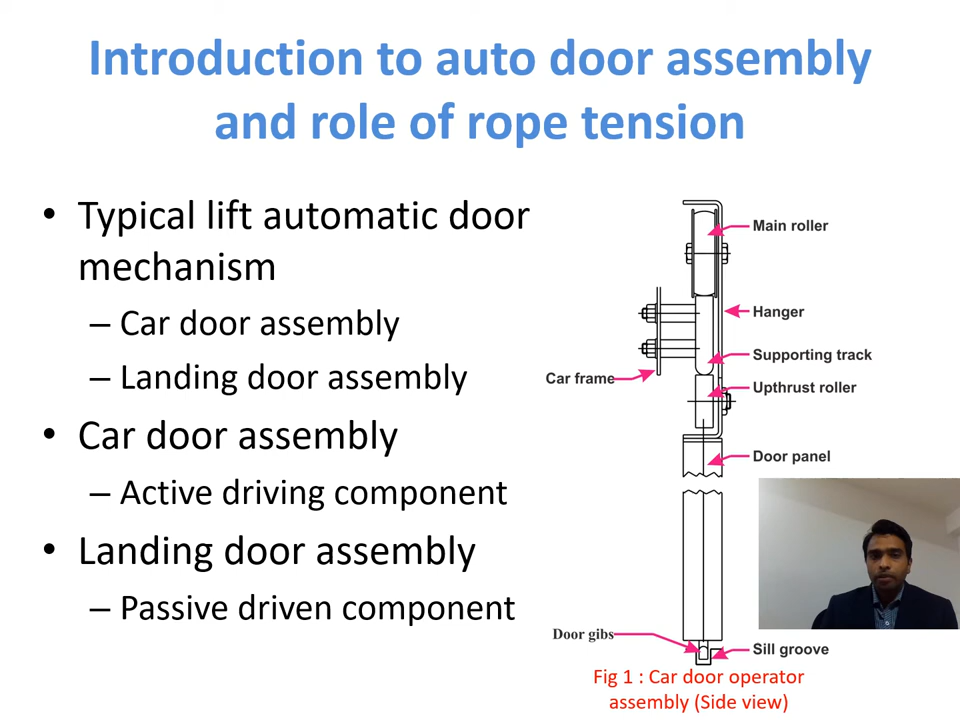 Introduction to auto door assembly
and role of rope tension
• Typical lift automatic door
mechanism
– Car door assembly
– Landing door assembly
• Car door assembly
– Active driving component
• Landing door assembly
– Passive driven component
Main roller
Hanger
Supporting track
Car frame
Upthrust roller
Door panel
Door gibs
Sill groove
Fig 1 : Car door operator
assembly (Side view)